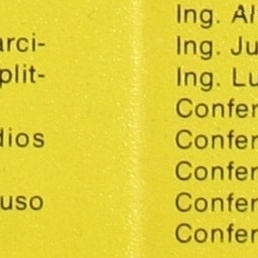 arci-
plit-
dios
uso
Ing. Al
Ing. Ju
Ing. Lu
Confer
Confer
Confer
Confer
Confer